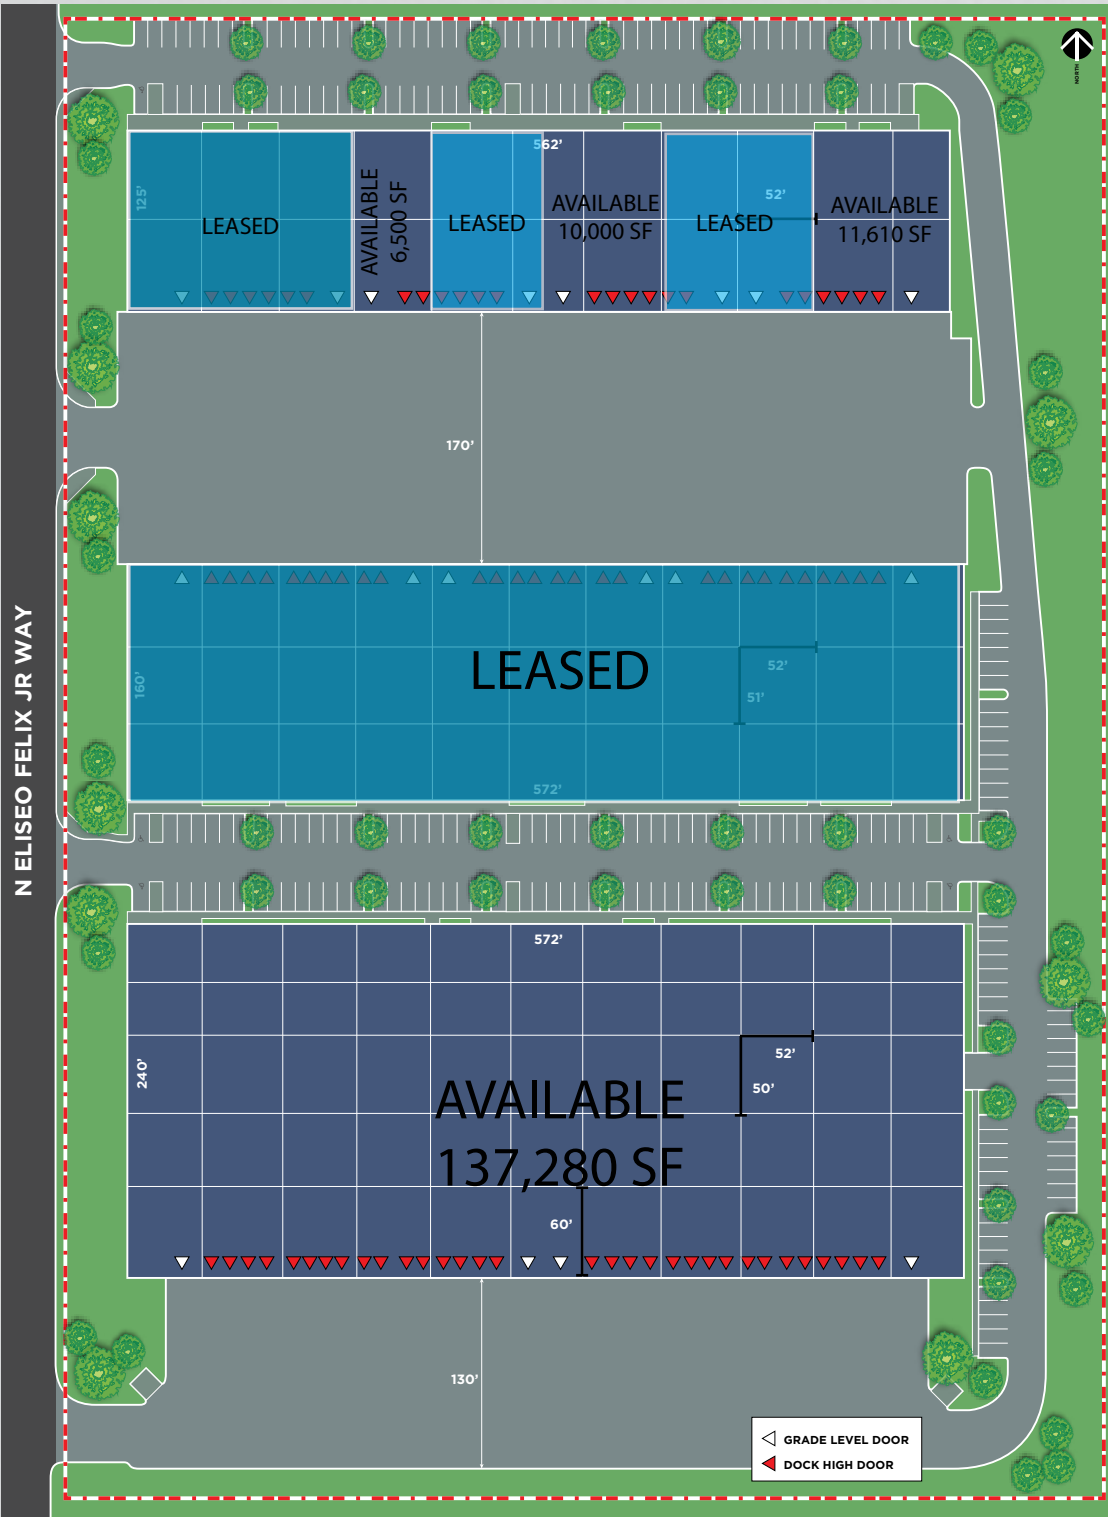 NORTH
562'
125'
LEASED
AVAILABLE
6,500 SF
LEASED
AVAILABLE
10,000 SF
52'
LEASED
AVAILABLE
11,610 SF
170'
N ELISEO FELIX JR WAY
160'
LEASED
52'
51'
572'
572'
240'
52'
50'
AVAILABLE
137,280 SF
60'
130'
GRADE LEVEL DOOR
DOCK HIGH DOOR